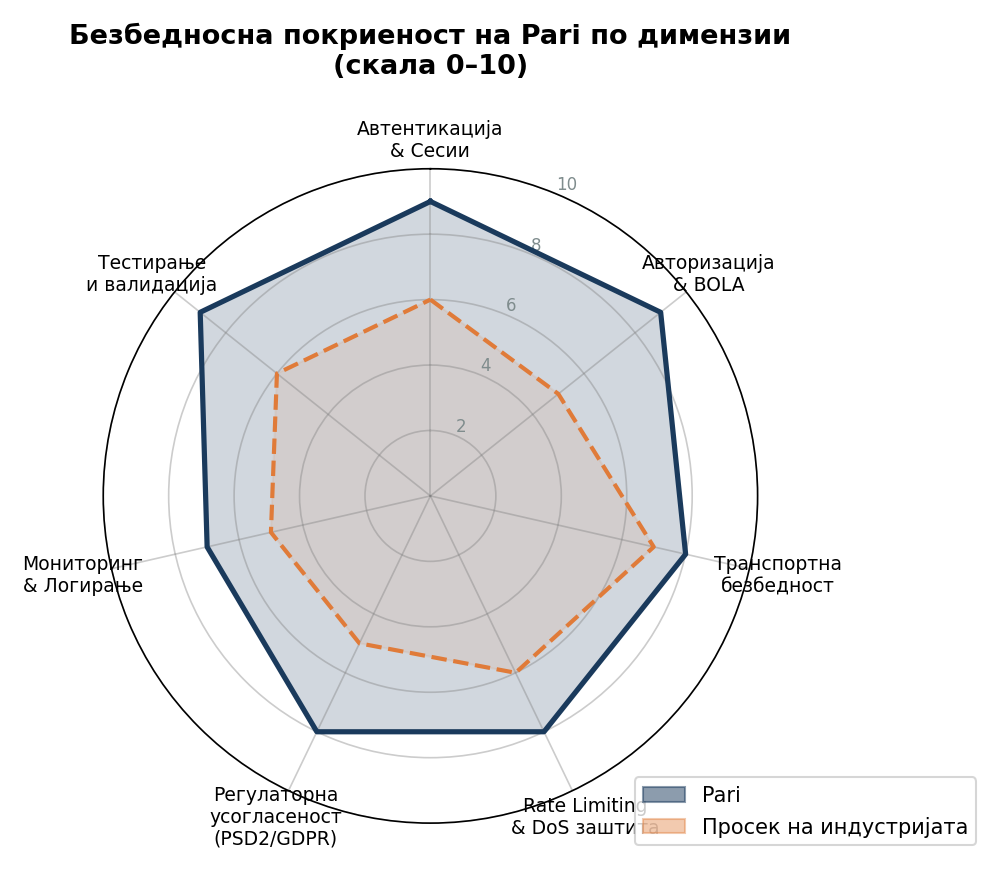 Безбедносна покриеност на Pari по димензии
(скала 0–10)
Автентикација
& Сесии
10
8
Тестирање
и валидација
Авторизација
& BOLA
6
4
2
Мониторинг
& Логирање
Транспортна
безбедност
Регулаторна
усогласеност
(PSD2/GDPR)
Rate Limiting
& DoS заштита
Pari
Просек на индустријата